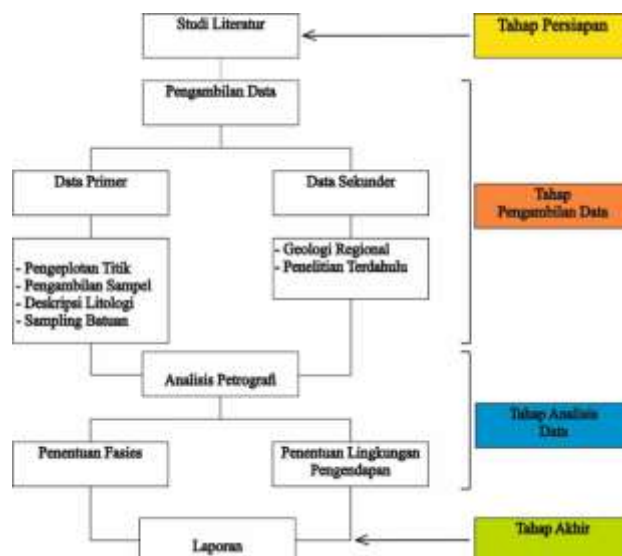 Studi Literatur
Tahap Persiapan
Pengambilan Data
Data Primer
Data Sekunder
Tahap
Pengambilan Data
- Pengeplotan Titik
- Pengambilan Sampel
- Deskripsi Litologi
- Sampling Batuan
- Geologi Regional
- Penelitian Terdahulu
Analisis Petrografi
Tahap Analisis
Data
Penentuan Fasies
Penentuan Lingkungan
Pengendapan
Laporan
Tahap Akhir